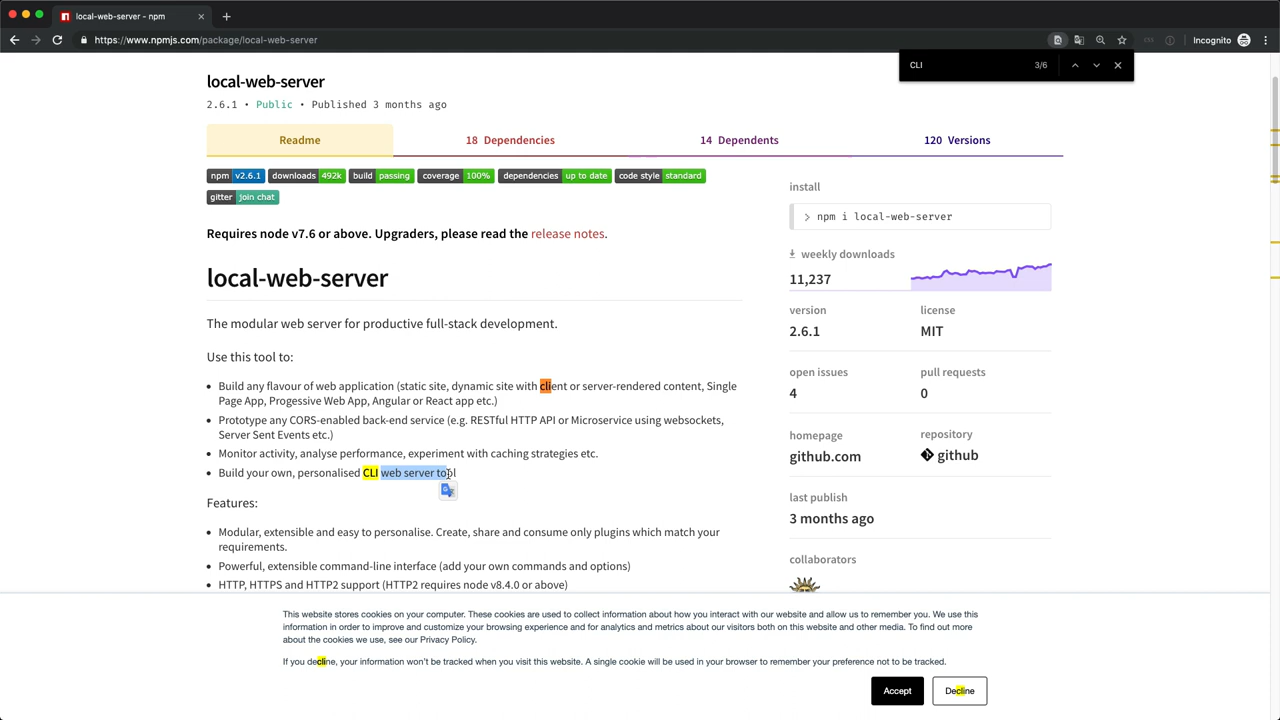 local-web-server - npm
https://www.npmjs.com/package/local-web-server
Incognito
CLI
3/6
local-web-server
2.6.1 • Public • Published 3 months ago
Readme
18 Dependencies
14 Dependents
120 Versions
npm v2.6.1 downloads 492k build passing coverage 100% dependencies up to date code style standard
gitter join chat
Requires node v7.6 or above. Upgraders, please read the release notes.
local-web-server
The modular web server for productive full-stack development.
Use this tool to:
• Build any flavour of web application (static site, dynamic site with client or server-rendered content, Single
Page App, Progessive Web App, Angular or React app etc.)
• Prototype any CORS-enabled back-end service (e.g. RESTful HTTP API or Microservice using websockets,
Server Sent Events etc.)
• Monitor activity, analyse performance, experiment with caching strategies etc.
• Build your own, personalised CLI web server tool
Features:
• Modular, extensible and easy to personalise. Create, share and consume only plugins which match your
requirements.
• Powerful, extensible command-line interface (add your own commands and options)
• HTTP, HTTPS and HTTP2 support (HTTP2 requires node v8.4.0 or above)
install
> npm i local-web-server
weekly downloads
11,237
version
license
2.6.1
MIT
open issues
pull requests
4
0
homepage
repository
github.com
github
last publish
3 months ago
collaborators
This website stores cookies on your computer. These cookies are used to collect information about how you interact with our website and allow us to remember you. We use this
information in order to improve and customize your browsing experience and for analytics and metrics about our visitors both on this website and other media. To find out more
about the cookies we use, see our Privacy Policy.
If you decline, your information won't be tracked when you visit this website. A single cookie will be used in your browser to remember your preference not to be tracked.
Accept
Decline